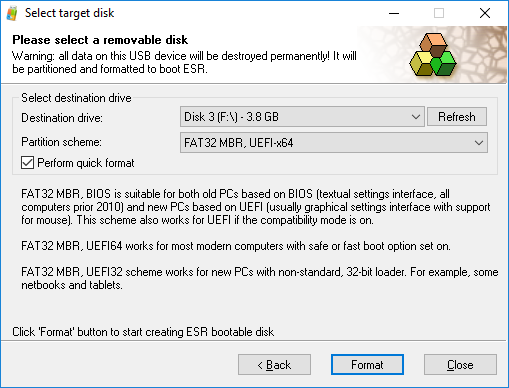 Select target disk
Please select a removable disk
Warning: all data on this USB device will be destroyed permanently! It will
be partitioned and formatted to boot ESR.
Select destination drive
Destination drive: Disk 3 (F:\) - 3.8 GB Refresh
Partition scheme: FAT32 MBR, UEFI-x64
Perform quick format
FAT32 MBR, BIOS is suitable for both old PCs based on BIOS (textual settings interface, all
computers prior 2010) and new PCs based on UEFI (usually graphical settings interface with support
for mouse). This scheme also works for UEFI if the compatibility mode is on.
FAT32 MBR, UEFI64 works for most modern computers with safe or fast boot option set on.
FAT32 MBR, UEFI32 scheme works for new PCs with non-standard, 32-bit loader. For example, some
netbooks and tablets.
Click 'Format' button to start creating ESR bootable disk
< Back Format Close